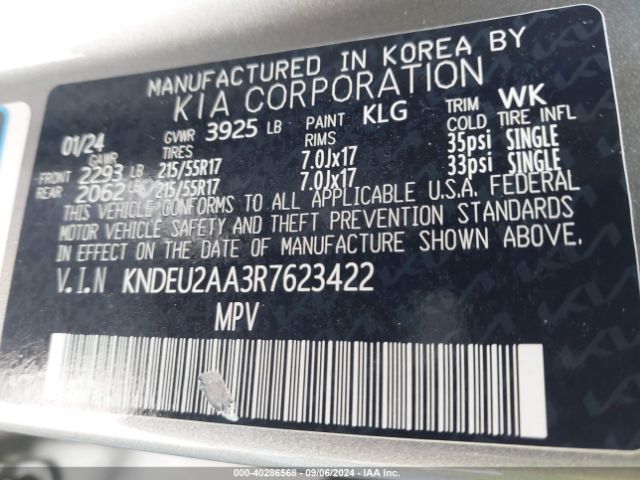 MANUFACTURED IN KOREA BY
KIA CORPORATION
01/24 GVWR 3925 LB PAINT KLG TRIM WK
GAWR TIRES RIMS COLD TIRE INFL
FRONT 2293 LB 215/55R17 7.0Jx17 35psi SINGLE
REAR 2062 LB 215/55R17 7.0Jx17 33psi SINGLE
THIS VEHICLE CONFORMS TO ALL APPLICABLE U.S.A. FEDERAL
MOTOR VEHICLE SAFETY AND THEFT PREVENTION STANDARDS
IN EFFECT ON THE DATE OF MANUFACTURE SHOWN ABOVE.
V.I.N KNDEU2AA3R7623422
MPV
000-40286568 - 09/06/2024 - IAA Inc.